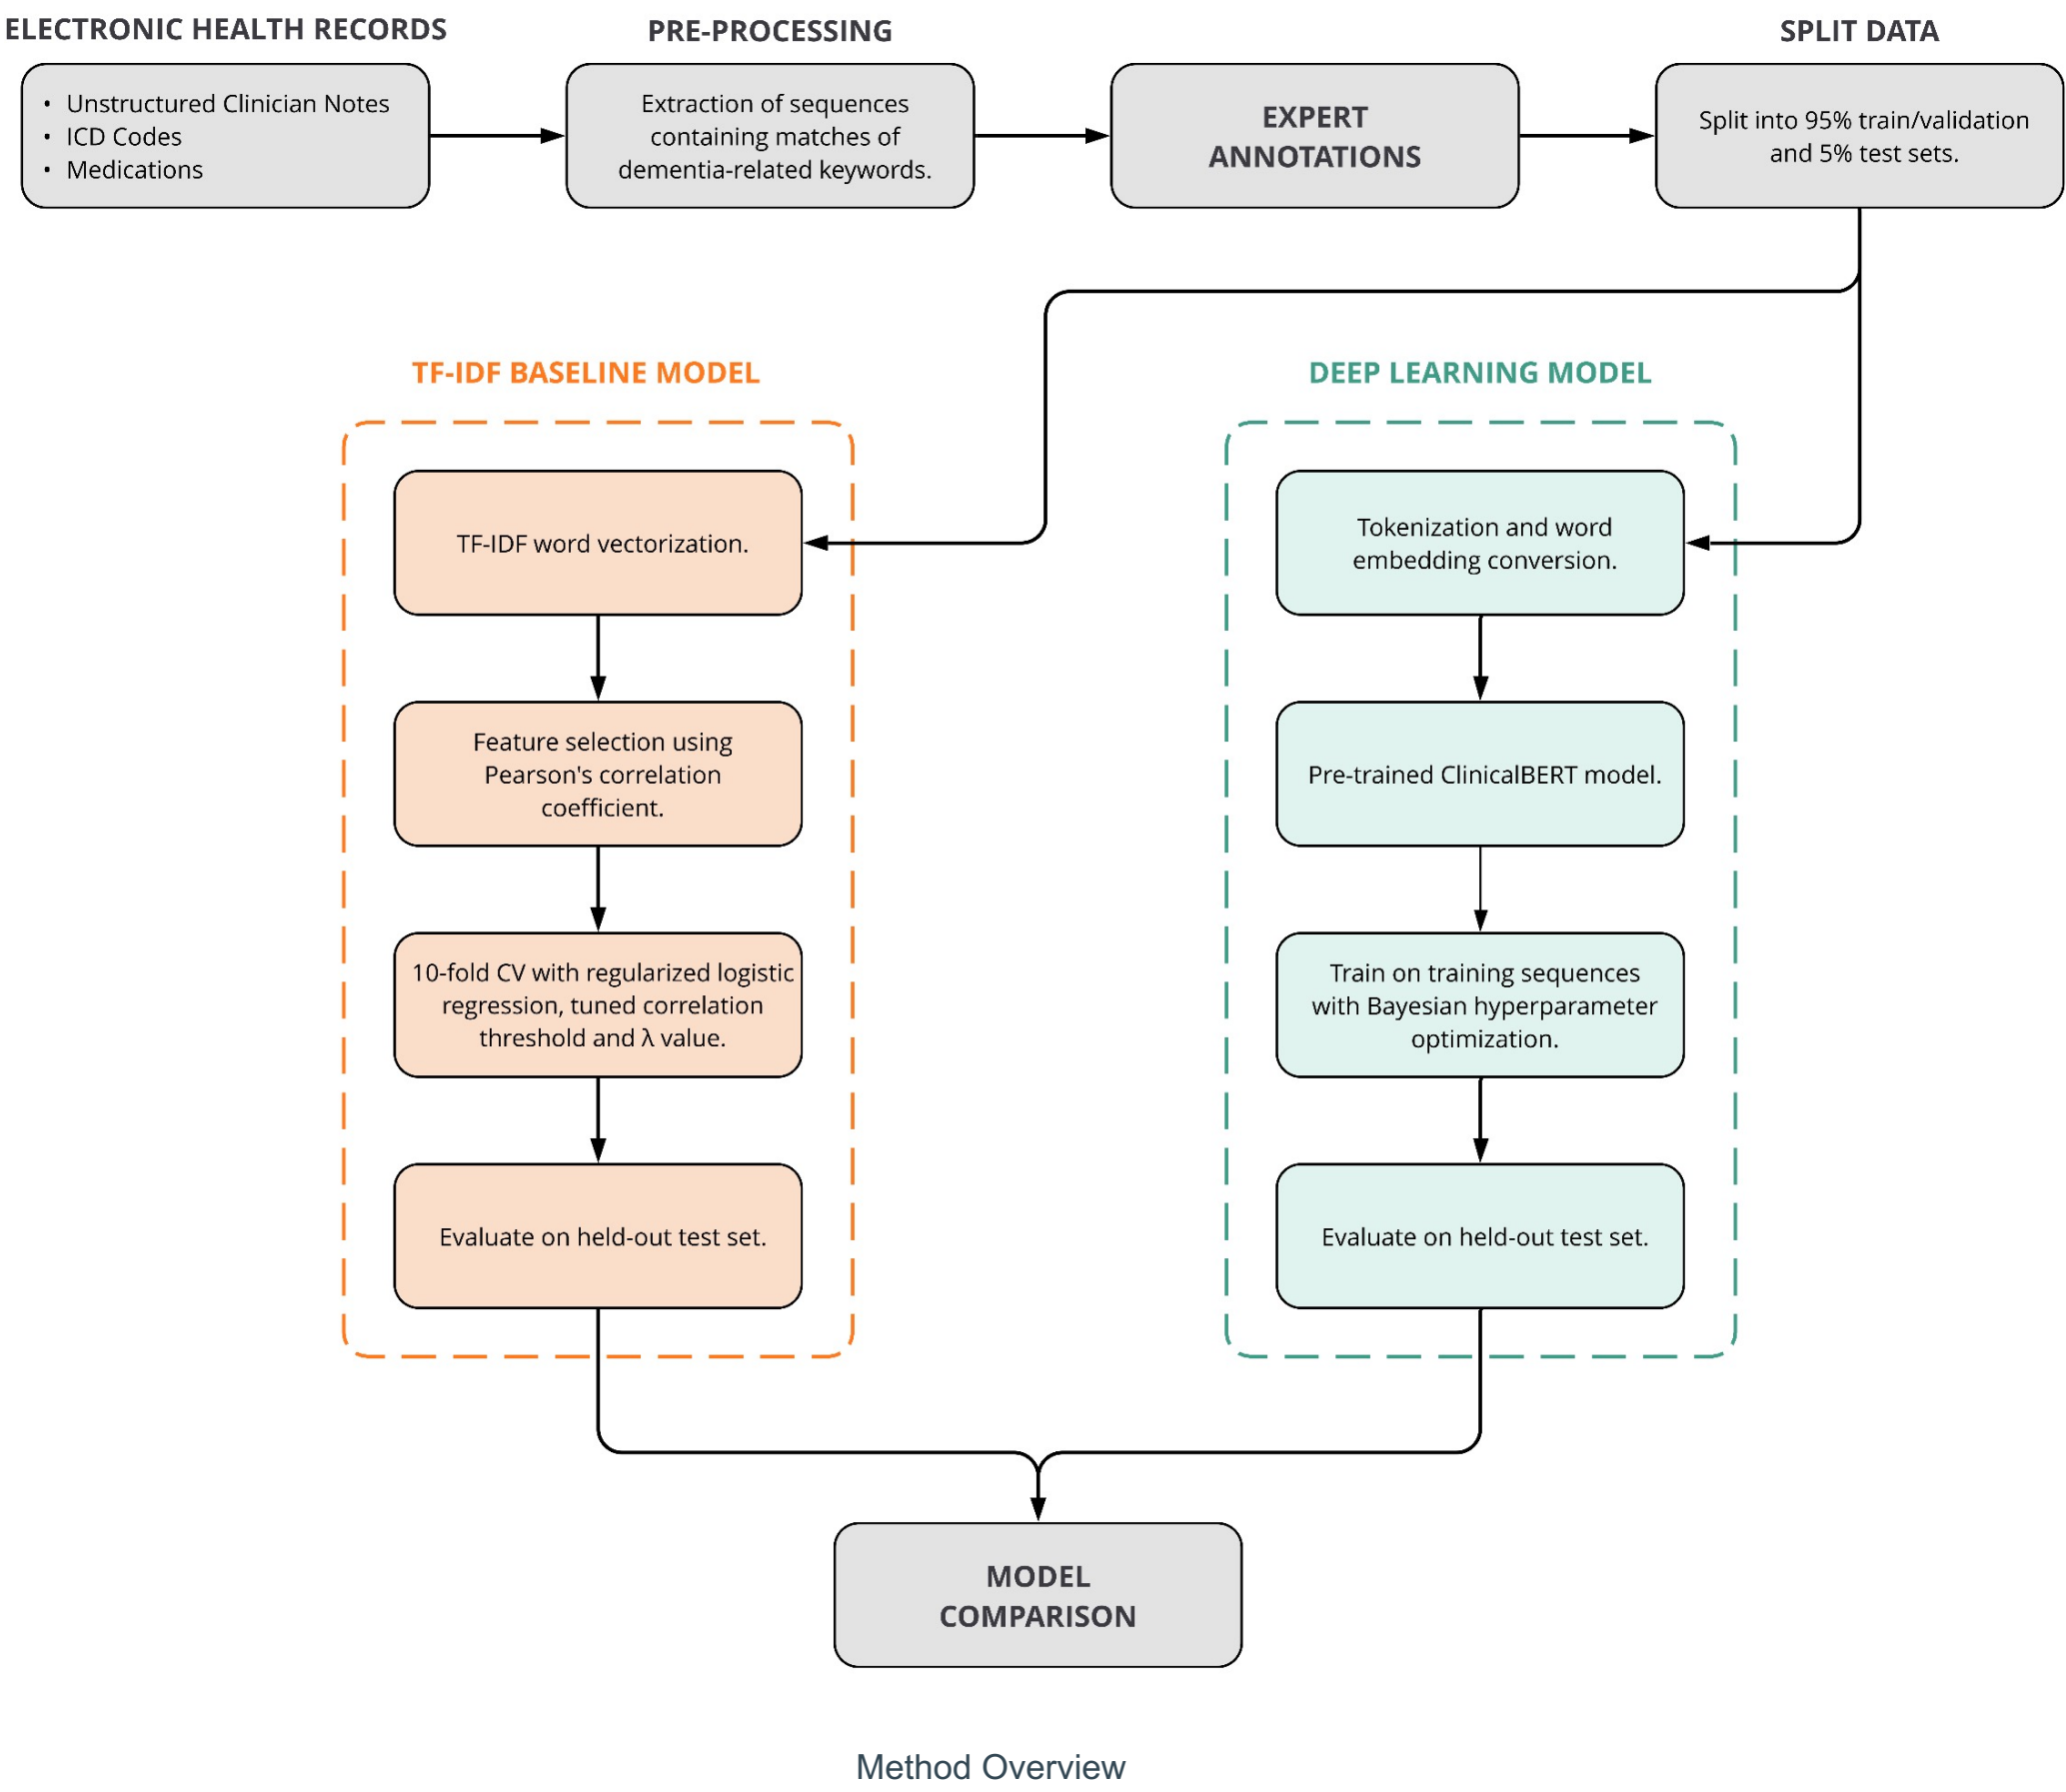 ELECTRONIC HEALTH RECORDS
• Unstructured Clinician Notes
• ICD Codes
• Medications
PRE-PROCESSING
Extraction of sequences
containing matches of
dementia-related keywords.
EXPERT
ANNOTATIONS
SPLIT DATA
Split into 95% train/validation
and 5% test sets.
TF-IDF BASELINE MODEL
TF-IDF word vectorization.
Feature selection using
Pearson's correlation
coefficient.
10-fold CV with regularized logistic
regression, tuned correlation
threshold and λ value.
Evaluate on held-out test set.
DEEP LEARNING MODEL
Tokenization and word
embedding conversion.
Pre-trained ClinicalBERT model.
Train on training sequences
with Bayesian hyperparameter
optimization.
Evaluate on held-out test set.
MODEL
COMPARISON
Method Overview